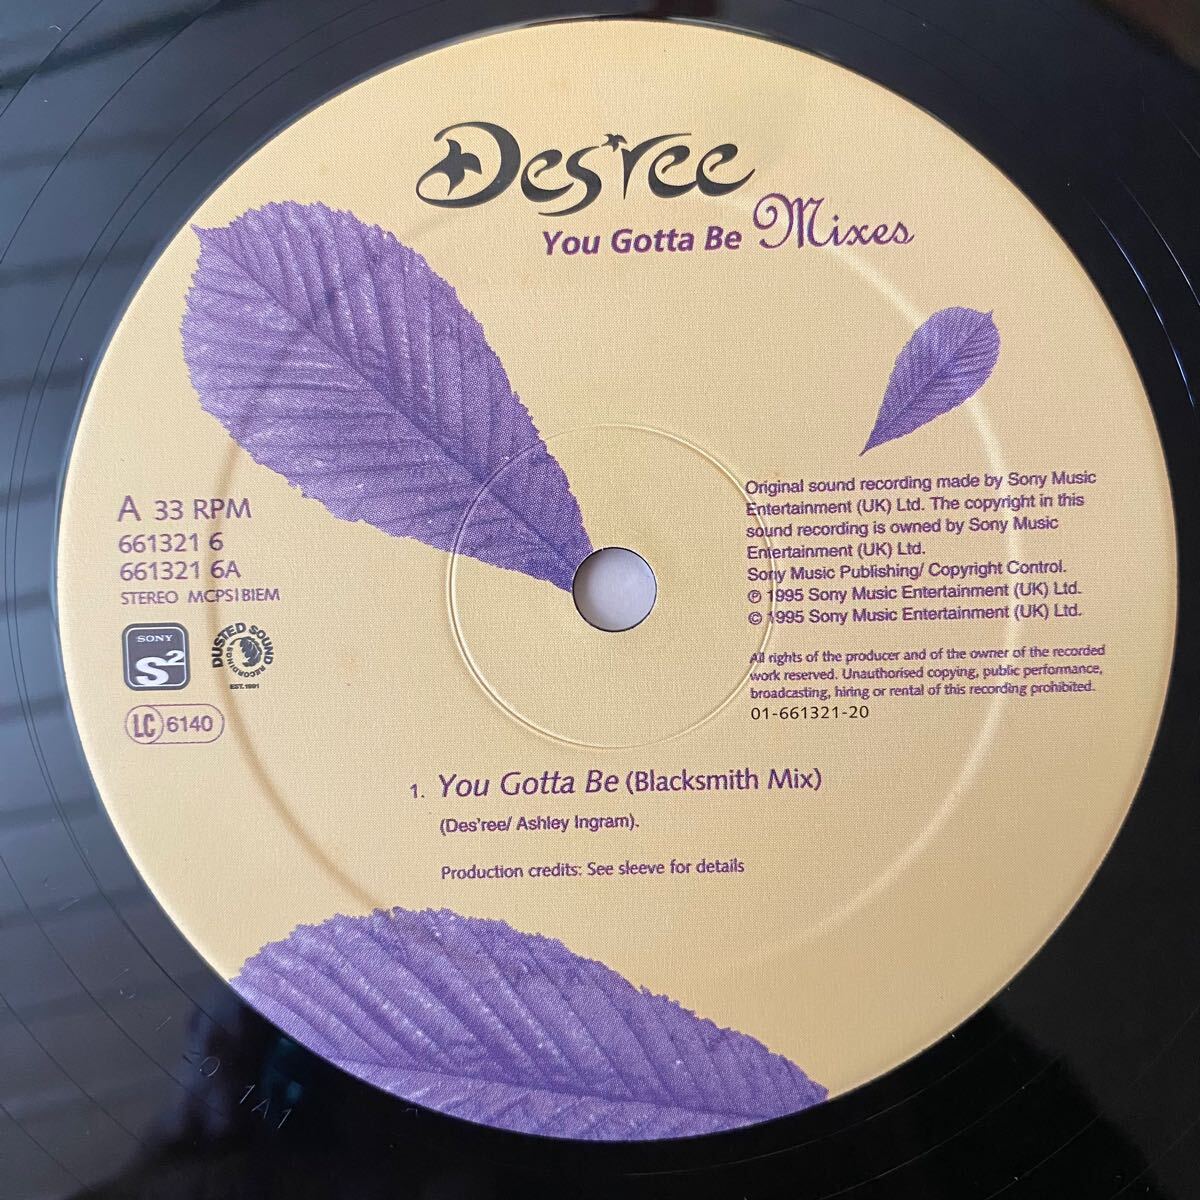 Des'ree
You Gotta Be Mixes
A 33 RPM
661321 6
661321 6A
STEREO MCPS|BIEM
SONY
S2
DUSTED SOUND
RECORDINGS
EST. 1991
LC 6140
Original sound recording made by Sony Music
Entertainment (UK) Ltd. The copyright in this
sound recording is owned by Sony Music
Entertainment (UK) Ltd.
Sony Music Publishing/ Copyright Control.
℗ 1995 Sony Music Entertainment (UK) Ltd.
© 1995 Sony Music Entertainment (UK) Ltd.
All rights of the producer and of the owner of the recorded
work reserved. Unauthorised copying, public performance,
broadcasting, hiring or rental of this recording prohibited.
01-661321-20
1. You Gotta Be (Blacksmith Mix)
(Des'ree/ Ashley Ingram).
Production credits: See sleeve for details
1A1